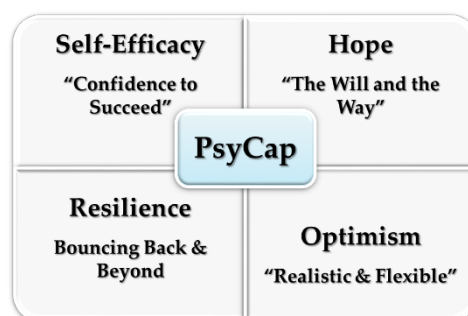 Self-Efficacy
“Confidence to
Succeed”
Hope
“The Will and the
Way”
PsyCap
Resilience
Bouncing Back &
Beyond
Optimism
“Realistic & Flexible”